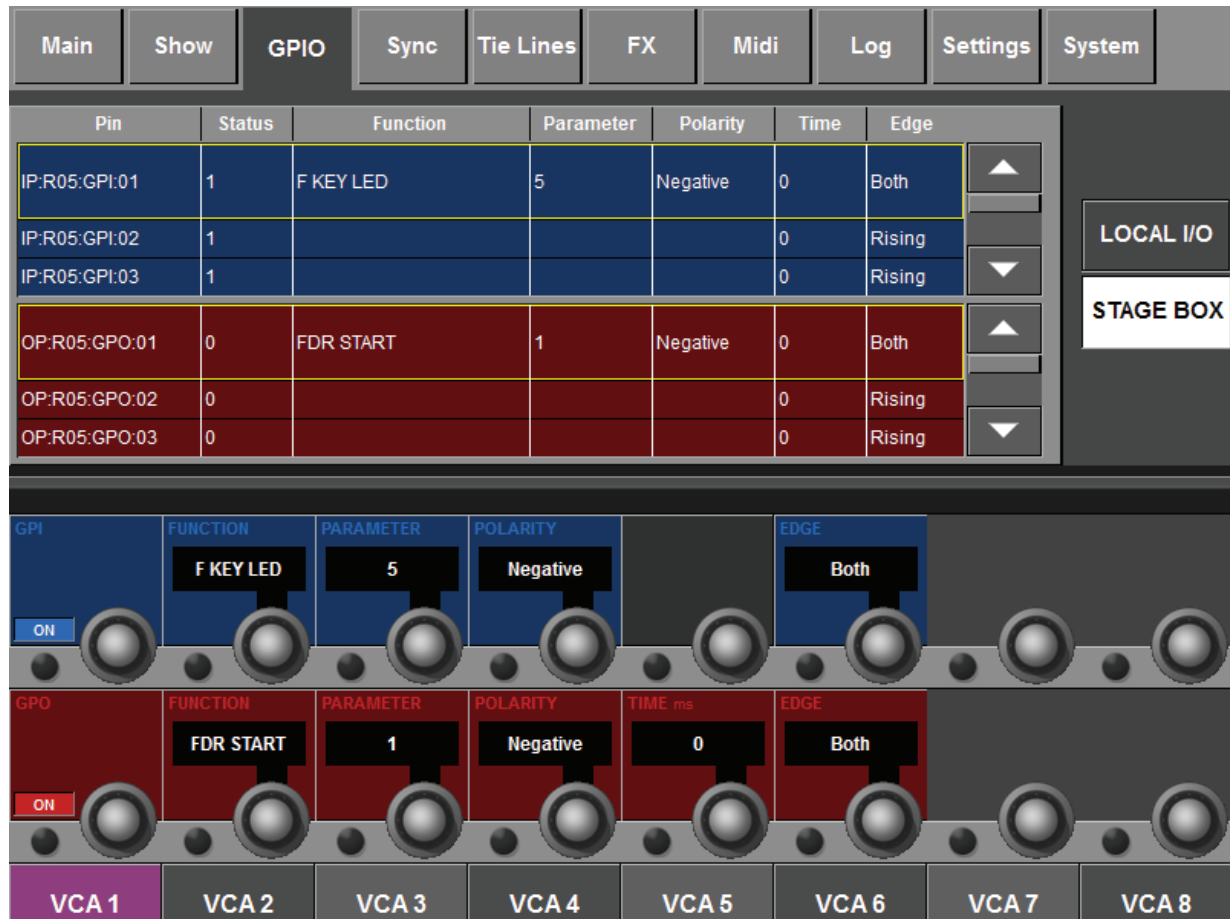 Main Show GPIO Sync Tie Lines FX Midi Log Settings System
Pin Status Function Parameter Polarity Time Edge
IP:R05:GPI:01 1 F KEY LED 5 Negative 0 Both
IP:R05:GPI:02 1 0 Rising
IP:R05:GPI:03 1 0 Rising
OP:R05:GPO:01 0 FDR START 1 Negative 0 Both
OP:R05:GPO:02 0 0 Rising
OP:R05:GPO:03 0 0 Rising
LOCAL I/O
STAGE BOX
GPI FUNCTION PARAMETER POLARITY EDGE
F KEY LED 5 Negative Both
ON
GPO FUNCTION PARAMETER POLARITY TIME ms EDGE
FDR START 1 Negative 0 Both
ON
VCA 1 VCA 2 VCA 3 VCA 4 VCA 5 VCA 6 VCA 7 VCA 8